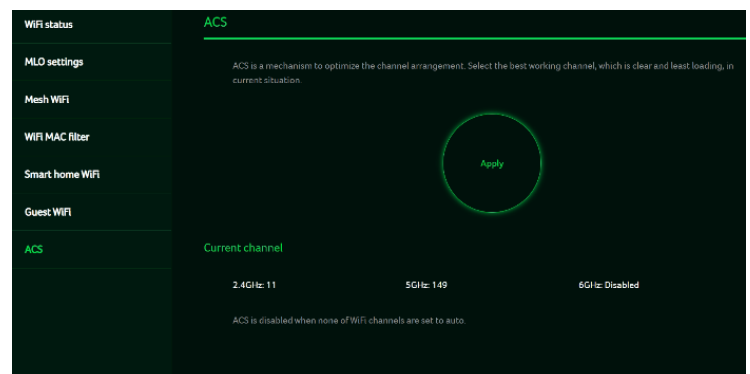 WiFi status
MLO settings
Mesh WiFi
WiFi MAC filter
Smart home WiFi
Guest WiFi
ACS
ACS
ACS is a mechanism to optimize the channel arrangement. Select the best working channel, which is clear and least loading, in
current situation.
Apply
Current channel
2.4GHz: 11 5GHz: 149 6GHz: Disabled
ACS is disabled when none of WiFi channels are set to auto.